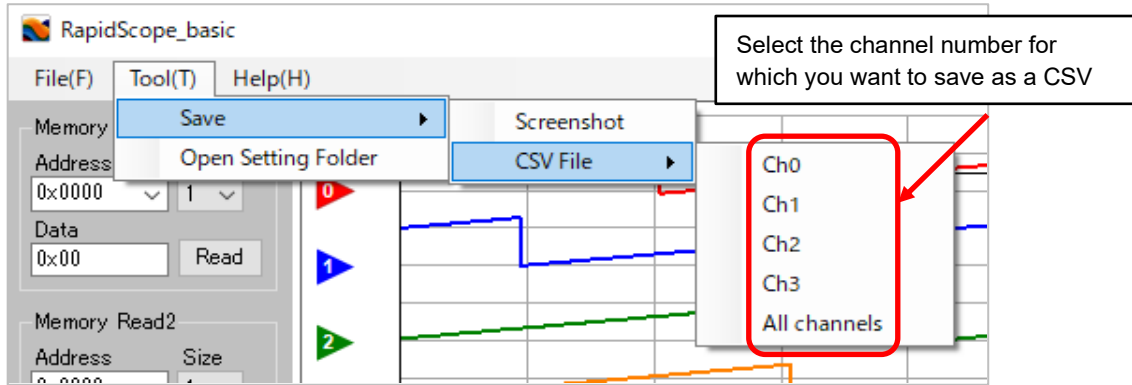 RapidScope_basic
Select the channel number for
which you want to save as a CSV
File(F) Tool(T) Help(H)
Save
Open Setting Folder
Screenshot
CSV File
Ch0
Ch1
Ch2
Ch3
All channels
Memory
Address
0x0000 1
Data
0x00 Read
0
1
2
Memory Read2
Address Size